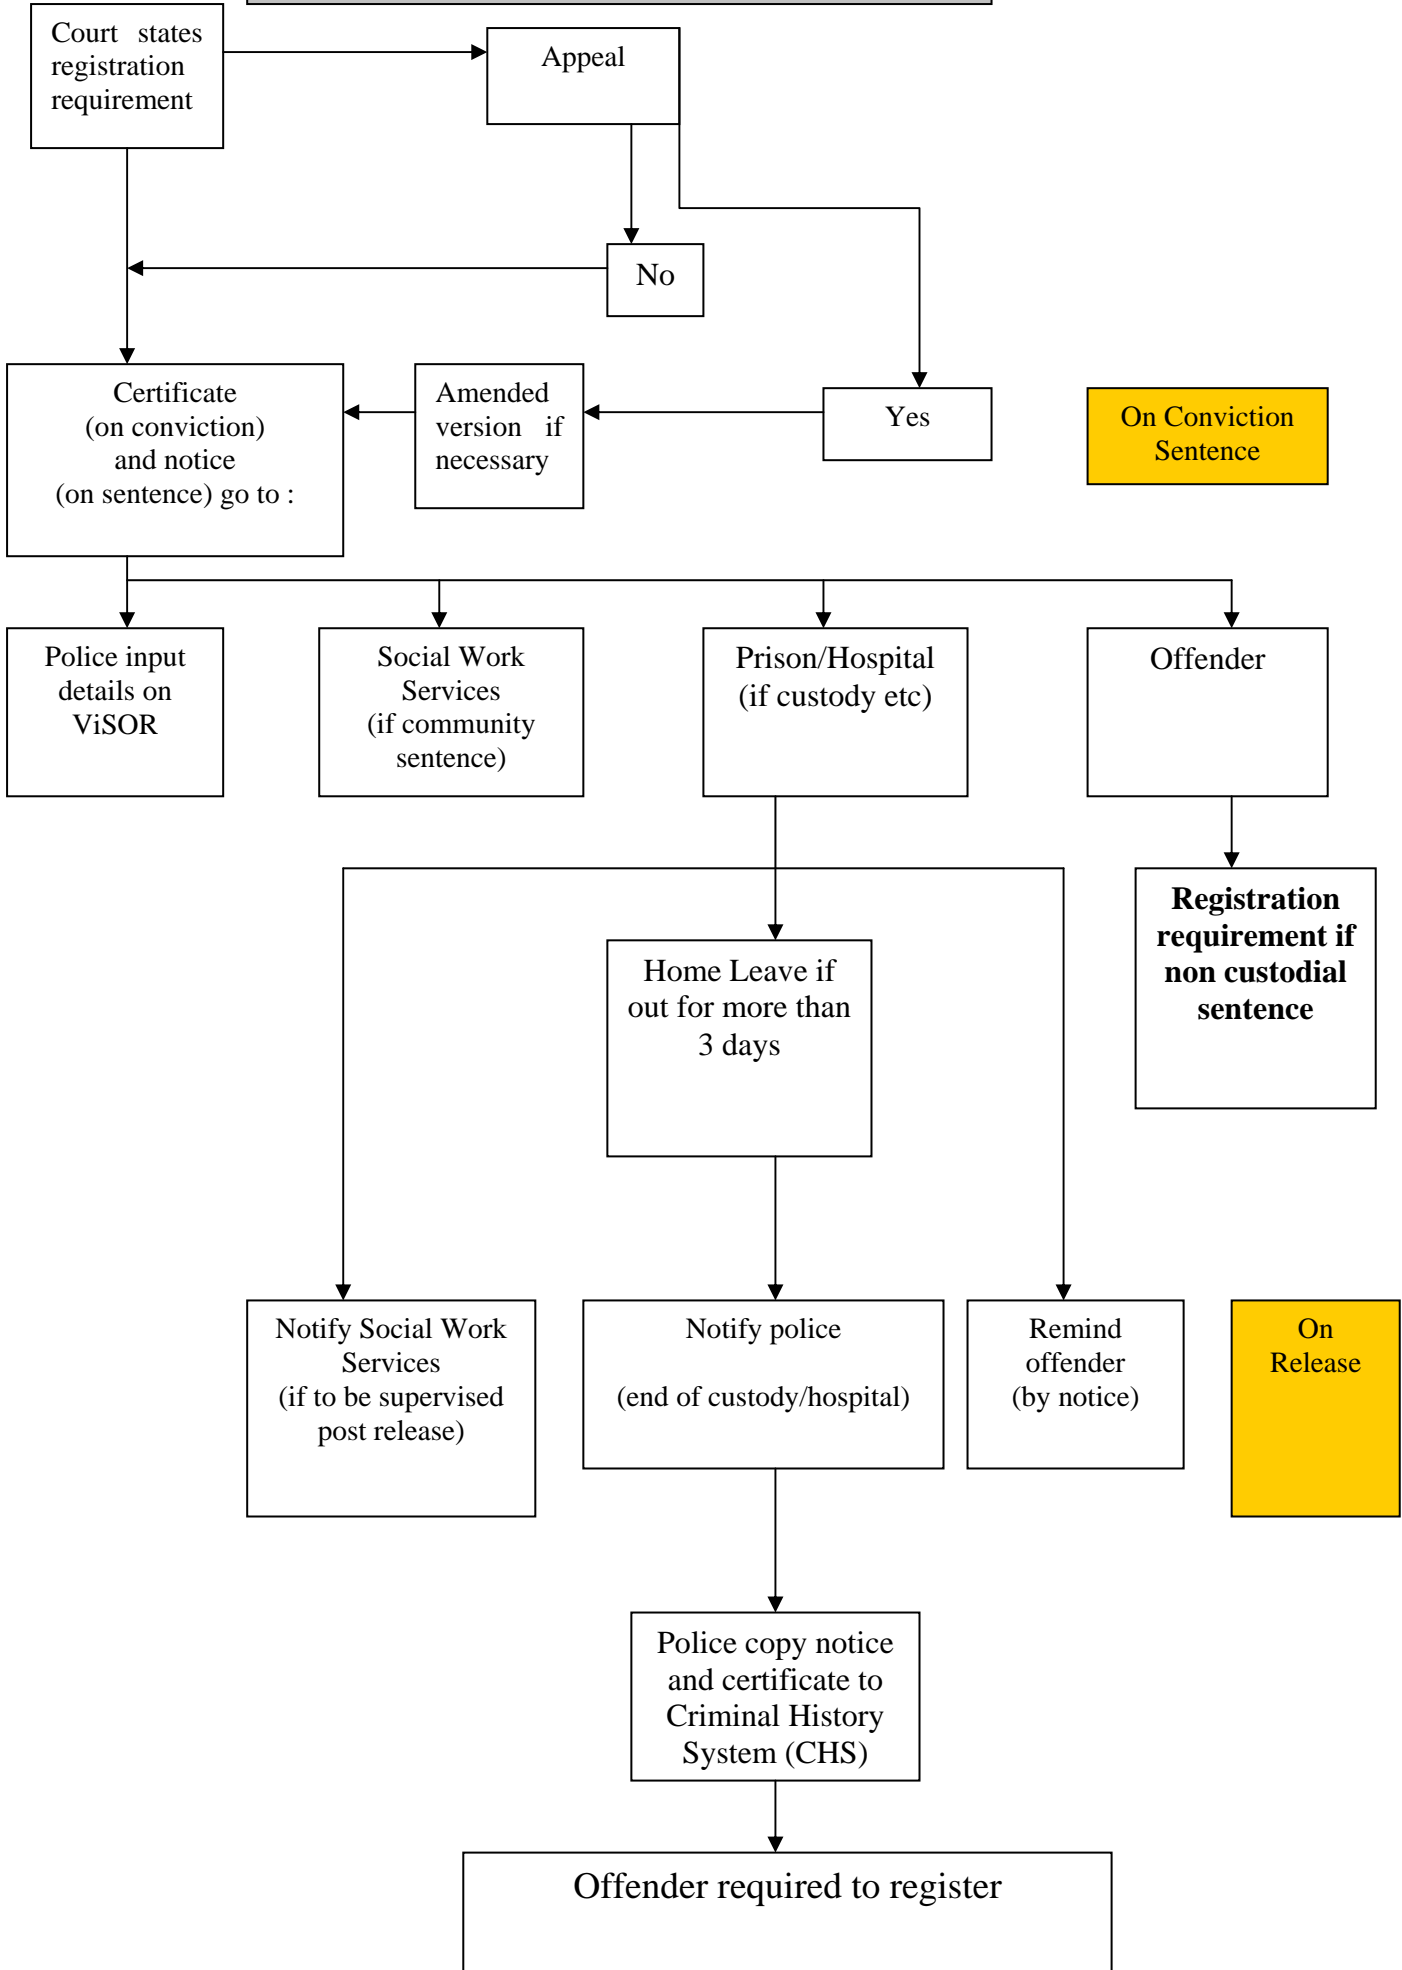 Court states
registration
requirement
Appeal
No
Certificate
(on conviction)
and notice
(on sentence) go to :
Amended
version if
necessary
Yes
On Conviction
Sentence
Police input
details on
ViSOR
Social Work
Services
(if community
sentence)
Prison/Hospital
(if custody etc)
Offender
Registration
requirement if
non custodial
sentence
Home Leave if
out for more than
3 days
Notify Social Work
Services
(if to be supervised
post release)
Notify police
(end of custody/hospital)
Remind
offender
(by notice)
On
Release
Police copy notice
and certificate to
Criminal History
System (CHS)
Offender required to register